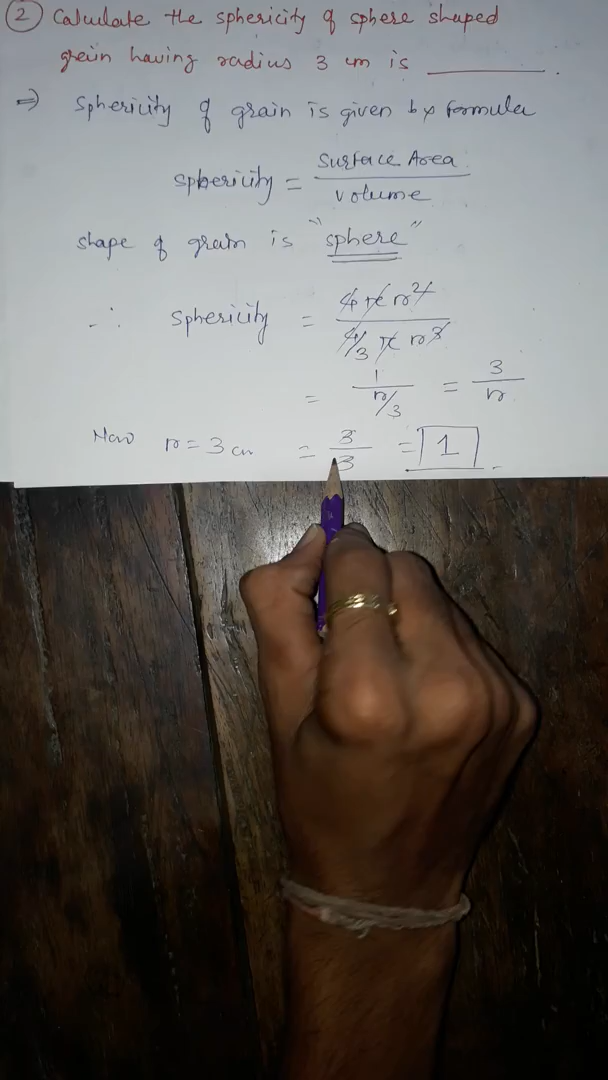 ② Calculate the sphericity of sphere shaped
grain having radius 3 cm is ________.
⇒ Sphericity of grain is given by formula
Sphericity = Surface Area / Volume
shape of grain is "sphere"
∴ Sphericity = 4πr² / 4/3 πr³
= 1 / r/3 = 3 / r
Now r = 3 cm = 3 / 3 = 1.